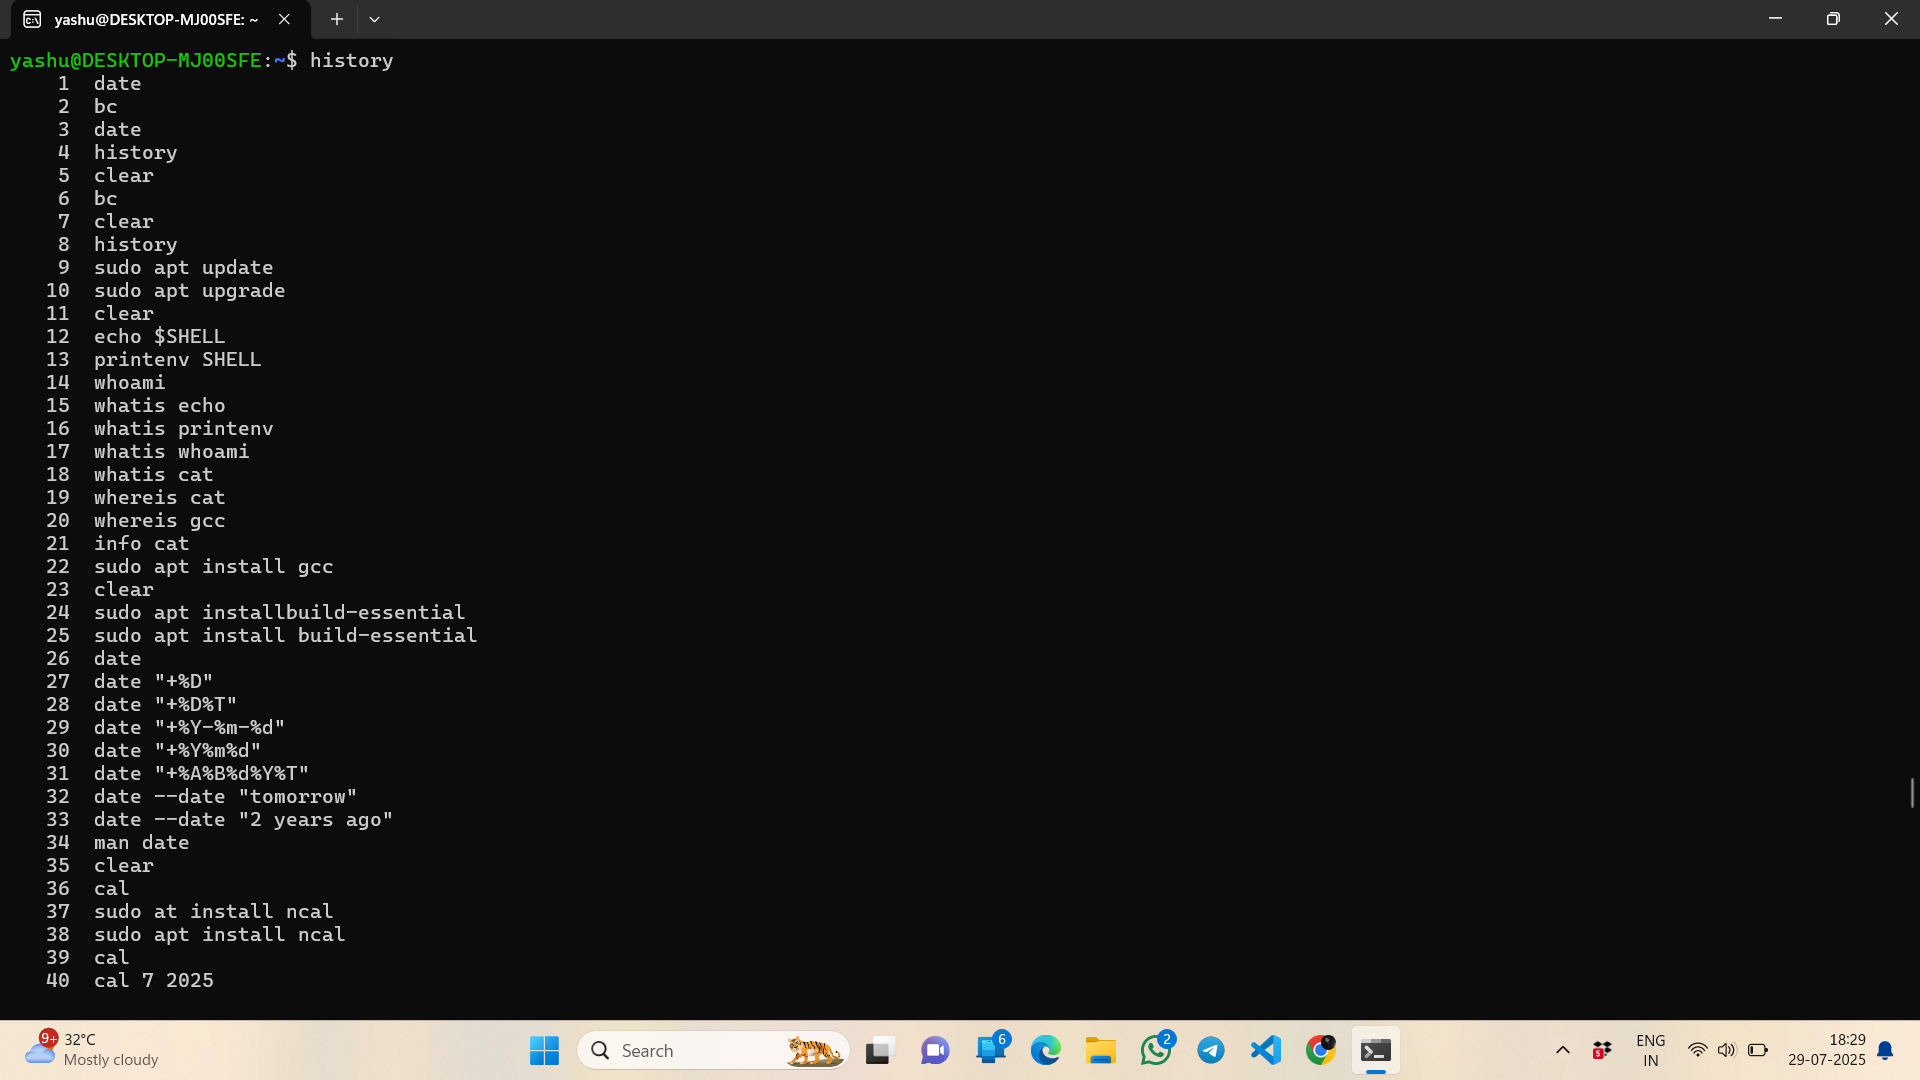 yashu@DESKTOP-MJ00SFE: ~
yashu@DESKTOP-MJ00SFE:~$ history
1 date
2 bc
3 date
4 history
5 clear
6 bc
7 clear
8 history
9 sudo apt update
10 sudo apt upgrade
11 clear
12 echo $SHELL
13 printenv SHELL
14 whoami
15 whatis echo
16 whatis printenv
17 whatis whoami
18 whatis cat
19 whereis cat
20 whereis gcc
21 info cat
22 sudo apt install gcc
23 clear
24 sudo apt installbuild-essential
25 sudo apt install build-essential
26 date
27 date "+%D"
28 date "+%D%T"
29 date "+%Y-%m-%d"
30 date "+%Y%m%d"
31 date "+%A%B%d%Y%T"
32 date --date "tomorrow"
33 date --date "2 years ago"
34 man date
35 clear
36 cal
37 sudo at install ncal
38 sudo apt install ncal
39 cal
40 cal 7 2025
9+ 32°C
Mostly cloudy
Search
6
2
5
ENG
IN
18:29
29-07-2025